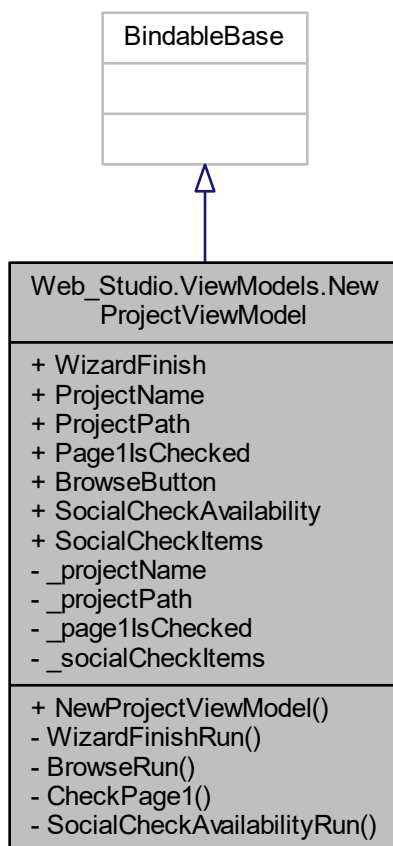 BindableBase
Web_Studio.ViewModels.New
ProjectViewModel
+ WizardFinish
+ ProjectName
+ ProjectPath
+ Page1IsChecked
+ BrowseButton
+ SocialCheckAvailability
+ SocialCheckItems
- _projectName
- _projectPath
- _page1IsChecked
- _socialCheckItems
+ NewProjectViewModel()
- WizardFinishRun()
- BrowseRun()
- CheckPage1()
- SocialCheckAvailabilityRun()